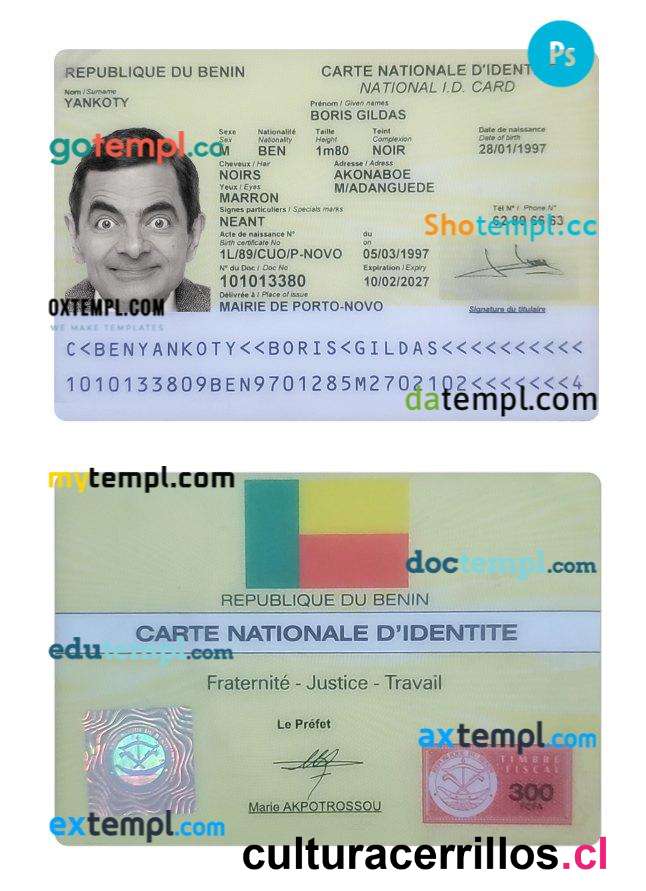 Ps
REPUBLIQUE DU BENIN
CARTE NATIONALE D'IDENT
NATIONAL I.D. CARD
Nom / Surname
YANKOTY
Prénom / Given names
BORIS GILDAS
Sexe Nationalité Taille Teint Date de naissance
Sex Nationality Height Complexion Date of birth
M BEN 1m80 NOIR 28/01/1997
gotempl.co
Cheveux / Hair Adresse / Adress
NOIRS AKONABOE
Yeux / Eyes M/ADANGUEDE
MARRON
Signes particuliers / Specials marks Tél N° / Phone N°
NEANT 62 89 66 63
Shotempl.cc
Acte de naissance N° du
Birth certificate No on
1L/89/CUO/P-NOVO 05/03/1997
N° du Doc / Doc No Expiration / Expiry
101013380 10/02/2027
Délivrée à / Place of issue
MAIRIE DE PORTO-NOVO
Signature du titulaire
OXTEMPL.COM
WE MAKE TEMPLATES
C<BENYANKOTY<<BORIS<GILDAS<<<<<<<<<<
1010133809BEN9701285M2702102<<<<<<<4
datempl.com
mytempl.com
doctempl.com
REPUBLIQUE DU BENIN
CARTE NATIONALE D'IDENTITE
edutempl.com
Fraternité - Justice - Travail
Le Préfet
axtempl.com
TIMBRE
FISCAL
300
FCFA
Marie AKPOTROSSOU
extempl.com
culturacerrillos.cl